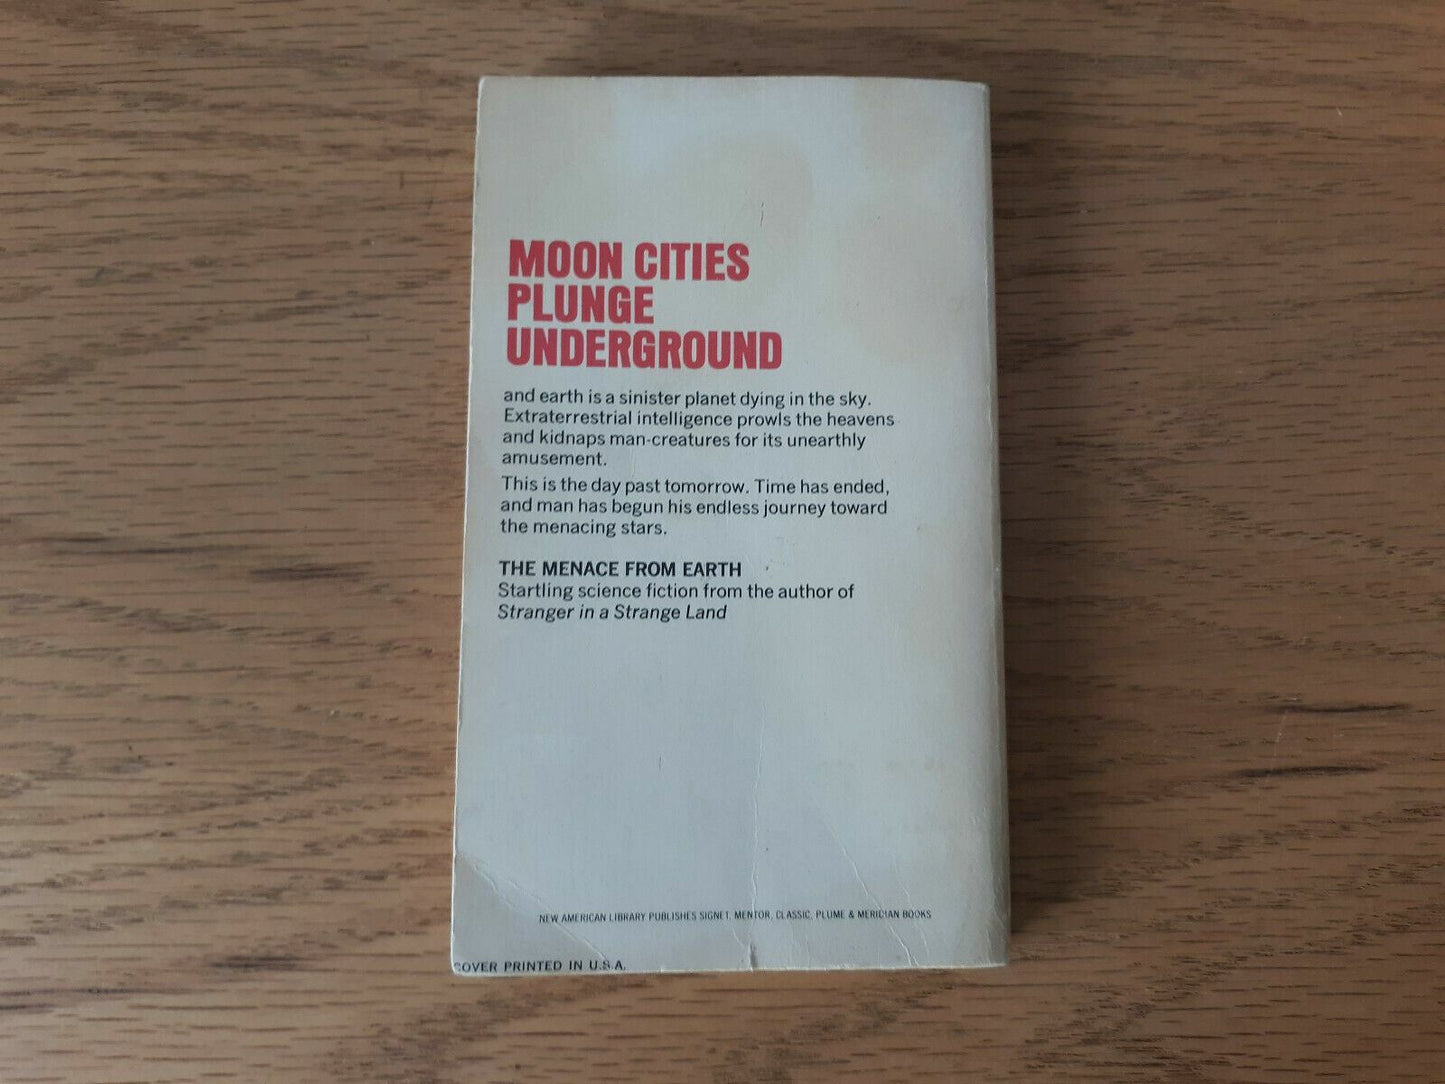 MOON CITIES
PLUNGE
UNDERGROUND
and earth is a sinister planet dying in the sky.
Extraterrestrial intelligence prowls the heavens
and kidnaps man-creatures for its unearthly
amusement.
This is the day past tomorrow. Time has ended,
and man has begun his endless journey toward
the menacing stars.
THE MENACE FROM EARTH
Startling science fiction from the author of
Stranger in a Strange Land
NEW AMERICAN LIBRARY PUBLISHES SIGNET, MENTOR, CLASSIC, PLUME & MERIDIAN BOOKS
COVER PRINTED IN U.S.A.